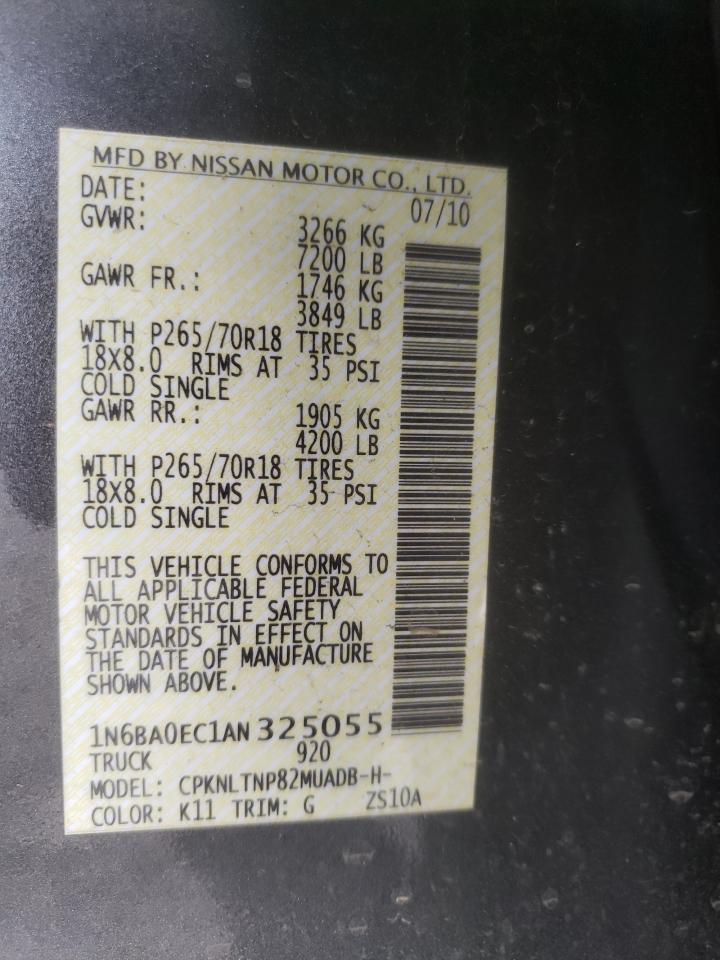 MFD BY NISSAN MOTOR CO., LTD.
DATE: 07/10
GVWR: 3266 KG
7200 LB
GAWR FR.: 1746 KG
3849 LB
WITH P265/70R18 TIRES
18X8.0 RIMS AT 35 PSI
COLD SINGLE
GAWR RR.: 1905 KG
4200 LB
WITH P265/70R18 TIRES
18X8.0 RIMS AT 35 PSI
COLD SINGLE
THIS VEHICLE CONFORMS TO
ALL APPLICABLE FEDERAL
MOTOR VEHICLE SAFETY
STANDARDS IN EFFECT ON
THE DATE OF MANUFACTURE
SHOWN ABOVE.
1N6BA0EC1AN325055
TRUCK 920
MODEL: CPKNLTNP82MUADB-H-
COLOR: K11 TRIM: G ZS10A